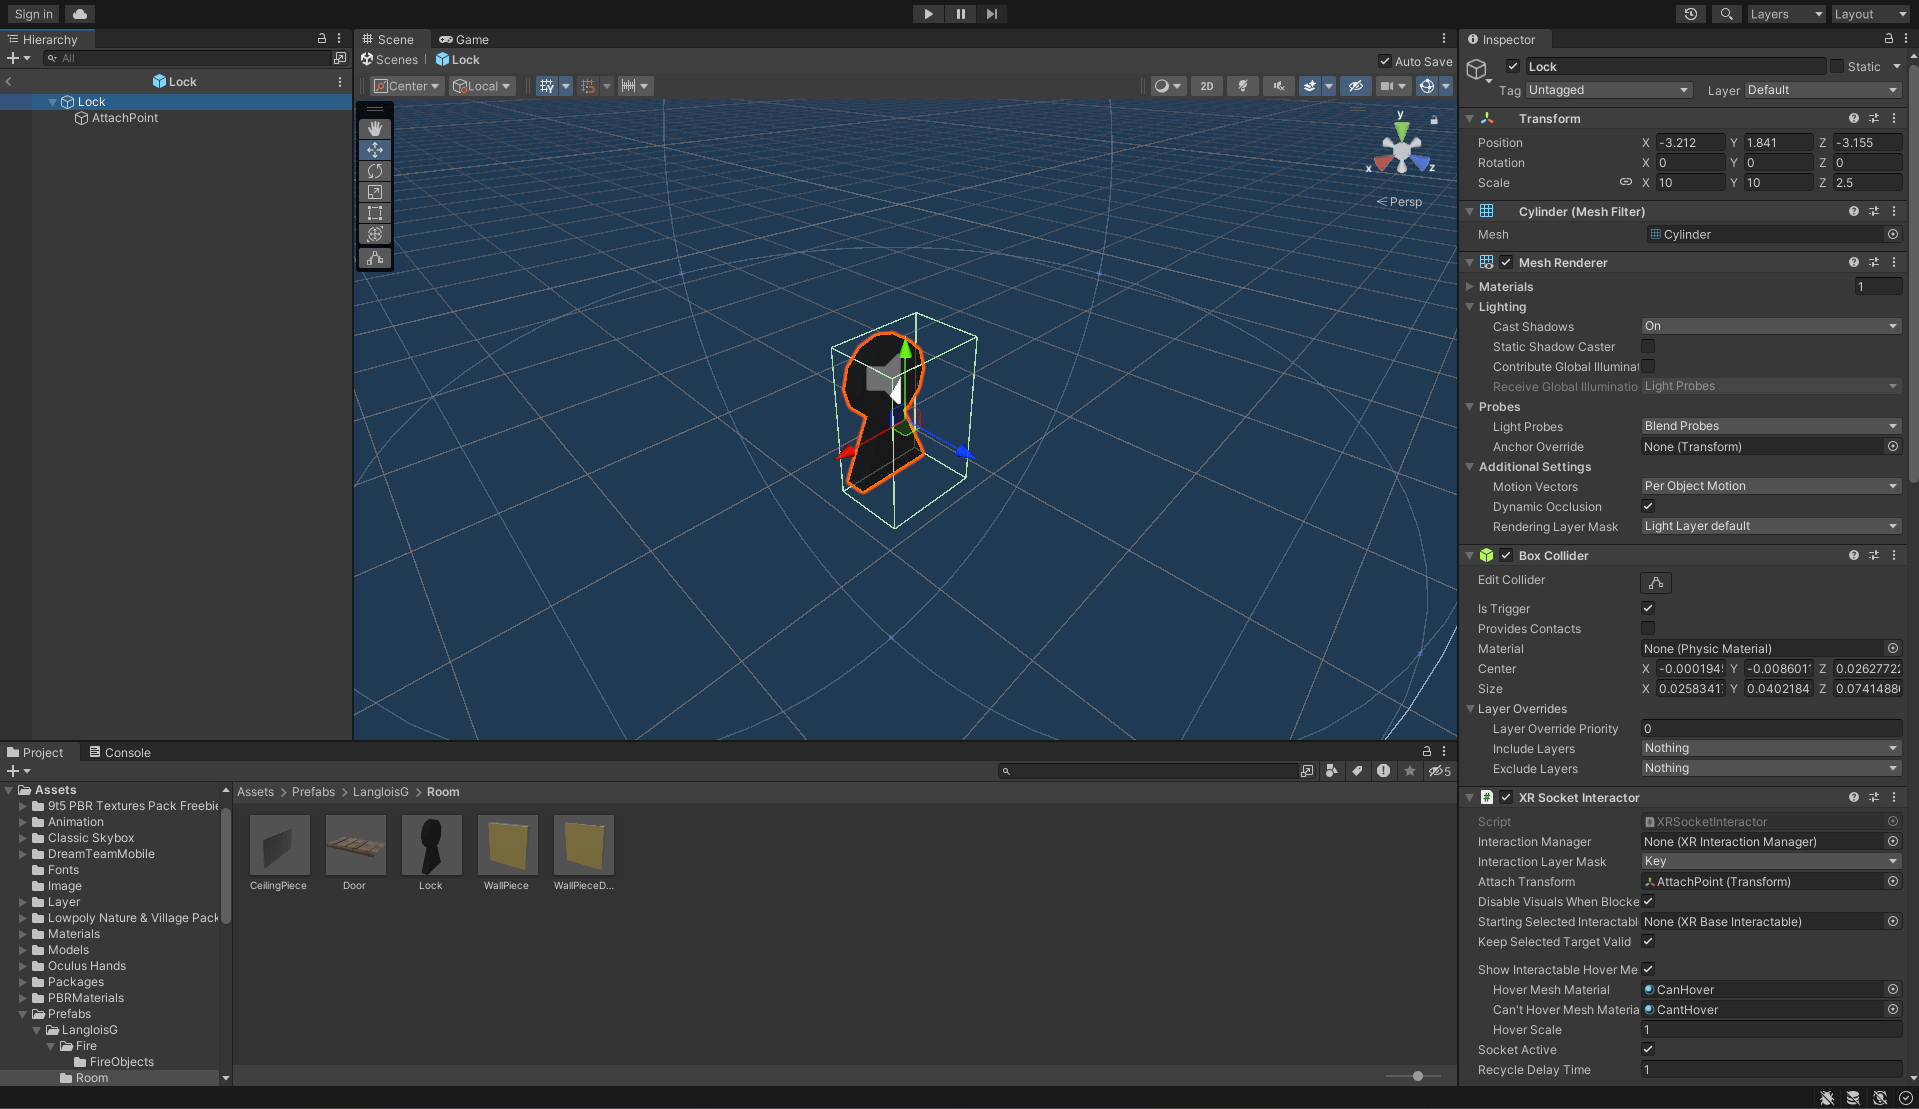 Sign in
Layers
Layout
Hierarchy
All
Lock
Lock
AttachPoint
Scene
Game
Scenes
Lock
Auto Save
Center
Local
2D
y
x
z
Persp
Inspector
Lock
Static
Tag
Untagged
Layer
Default
Transform
Position X -3.212 Y 1.841 Z -3.155
Rotation X 0 Y 0 Z 0
Scale X 10 Y 10 Z 2.5
Cylinder (Mesh Filter)
Mesh Cylinder
Mesh Renderer
Materials 1
Lighting
Cast Shadows On
Static Shadow Caster
Contribute Global Illuminat
Receive Global Illuminatio Light Probes
Probes
Light Probes Blend Probes
Anchor Override None (Transform)
Additional Settings
Motion Vectors Per Object Motion
Dynamic Occlusion
Rendering Layer Mask Light Layer default
Box Collider
Edit Collider
Is Trigger
Provides Contacts
Material None (Physic Material)
Center X -0.000194 Y -0.008601 Z 0.0262772
Size X 0.0258341 Y 0.0402184 Z 0.0741488
Layer Overrides
Layer Override Priority 0
Include Layers Nothing
Exclude Layers Nothing
XR Socket Interactor
Script XRSocketInteractor
Interaction Manager None (XR Interaction Manager)
Interaction Layer Mask Key
Attach Transform AttachPoint (Transform)
Disable Visuals When Blocke
Starting Selected Interactabl None (XR Base Interactable)
Keep Selected Target Valid
Show Interactable Hover Me
Hover Mesh Material CanHover
Can't Hover Mesh Materia CantHover
Hover Scale 1
Socket Active
Recycle Delay Time 1
Project
Console
5
Assets
9t5 PBR Textures Pack Freebie
Animation
Classic Skybox
DreamTeamMobile
Fonts
Image
Layer
Lowpoly Nature & Village Pack
Materials
Models
Oculus Hands
Packages
PBRMaterials
Prefabs
LangloisG
Fire
FireObjects
Room
Assets > Prefabs > LangloisG > Room
CeilingPiece
Door
Lock
WallPiece
WallPieceD...